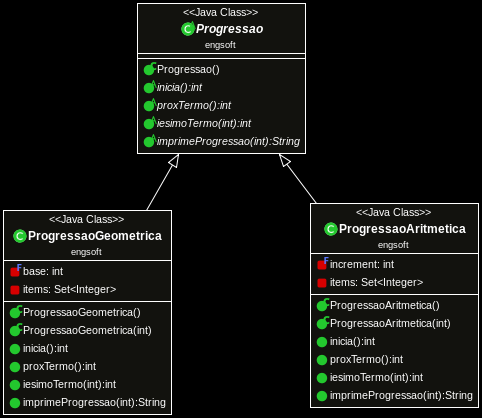 <<Java Class>>
Progressao
engsoft
Progressao()
inicia():int
proxTermo():int
iesimoTermo(int):int
imprimeProgressao(int):String
<<Java Class>>
ProgressaoGeometrica
engsoft
base: int
items: Set<Integer>
ProgressaoGeometrica()
ProgressaoGeometrica(int)
inicia():int
proxTermo():int
iesimoTermo(int):int
imprimeProgressao(int):String
<<Java Class>>
ProgressaoAritmetica
engsoft
increment: int
items: Set<Integer>
ProgressaoAritmetica()
ProgressaoAritmetica(int)
inicia():int
proxTermo():int
iesimoTermo(int):int
imprimeProgressao(int):String